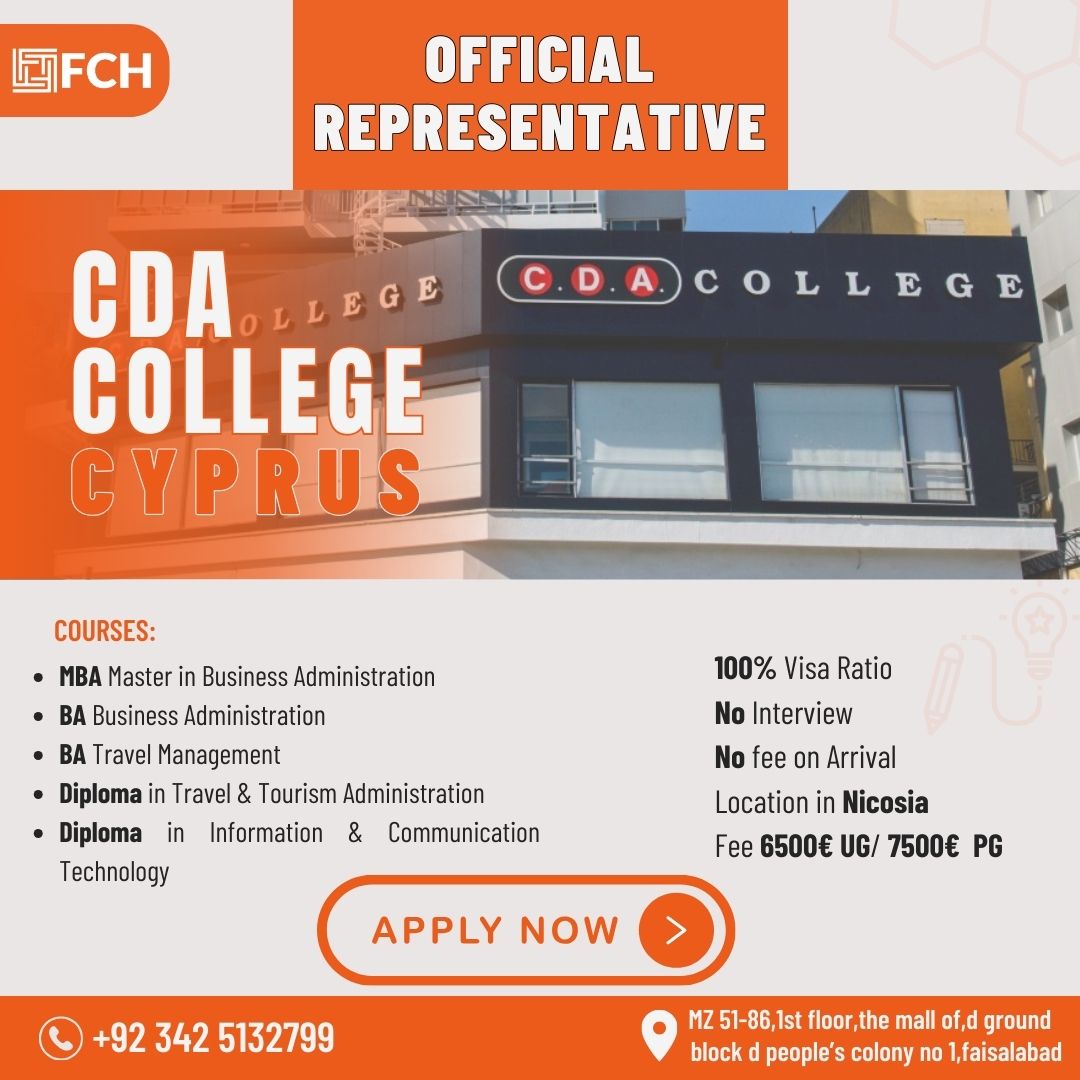 FCH
OFFICIAL
REPRESENTATIVE
C.D.A. COLLEGE
CDA COLLEGE
CDA
COLLEGE
CYPRUS
COURSES:
MBA Master in Business Administration
BA Business Administration
BA Travel Management
Diploma in Travel & Tourism Administration
Diploma in Information & Communication
Technology
100% Visa Ratio
No Interview
No fee on Arrival
Location in Nicosia
Fee 6500€ UG/ 7500€ PG
APPLY NOW
+92 342 5132799
MZ 51-86,1st floor,the mall of,d ground
block d people’s colony no 1,faisalabad